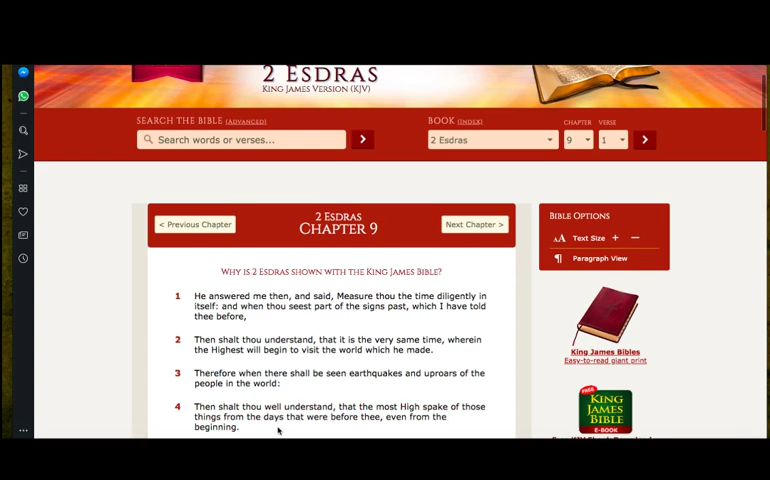 2 ESDRAS
KING JAMES VERSION (KJV)
SEARCH THE BIBLE (ADVANCED)
BOOK (INDEX)
CHAPTER
VERSE
Search words or verses...
2 Esdras
9
1
< Previous Chapter
2 ESDRAS
CHAPTER 9
Next Chapter >
BIBLE OPTIONS
AA Text Size + −
¶ Paragraph View
WHY IS 2 ESDRAS SHOWN WITH THE KING JAMES BIBLE?
1 He answered me then, and said, Measure thou the time diligently in
itself: and when thou seest part of the signs past, which I have told
thee before,
2 Then shalt thou understand, that it is the very same time, wherein
the Highest will begin to visit the world which he made.
3 Therefore when there shall be seen earthquakes and uproars of the
people in the world:
4 Then shalt thou well understand, that the most High spake of those
things from the days that were before thee, even from the
beginning.
King James Bibles
Easy-to-read giant print
FREE
KING
JAMES
BIBLE
E-BOOK